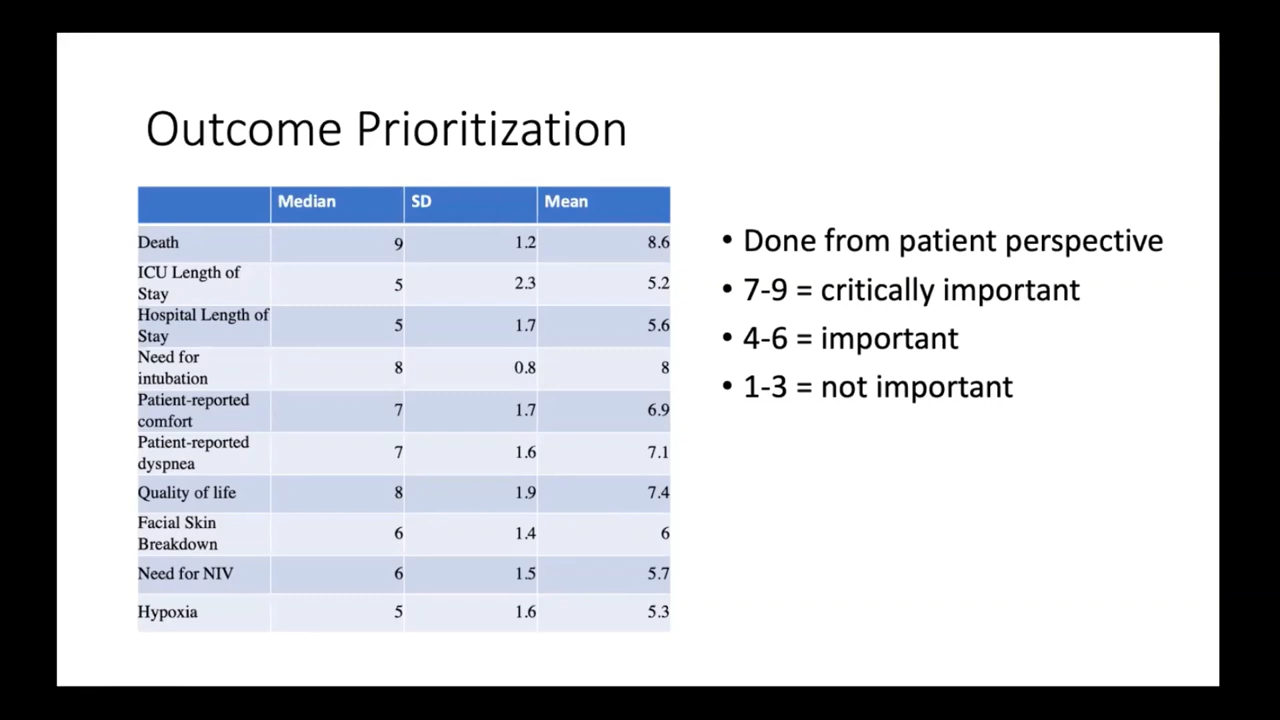 Outcome Prioritization
Median SD Mean
Death 9 1.2 8.6
ICU Length of
Stay 5 2.3 5.2
Hospital Length of
Stay 5 1.7 5.6
Need for
intubation 8 0.8 8
Patient-reported
comfort 7 1.7 6.9
Patient-reported
dyspnea 7 1.6 7.1
Quality of life 8 1.9 7.4
Facial Skin
Breakdown 6 1.4 6
Need for NIV 6 1.5 5.7
Hypoxia 5 1.6 5.3
• Done from patient perspective
• 7-9 = critically important
• 4-6 = important
• 1-3 = not important